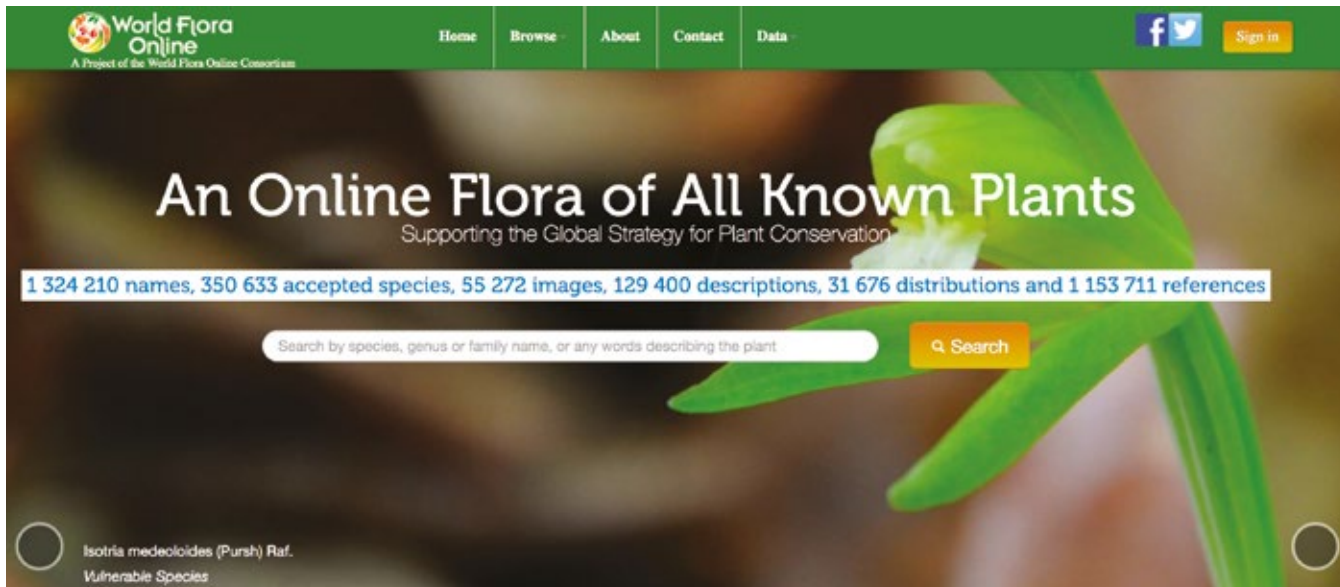 World Flora
Online
A Project of the World Flora Online Consortium
Home
Browse
About
Contact
Data
Sign in
An Online Flora of All Known Plants
Supporting the Global Strategy for Plant Conservation
1 324 210 names, 350 633 accepted species, 55 272 images, 129 400 descriptions, 31 676 distributions and 1 153 711 references
Search by species, genus or family name, or any words describing the plant
Search
Isotria medeoloides (Pursh) Raf.
Vulnerable Species